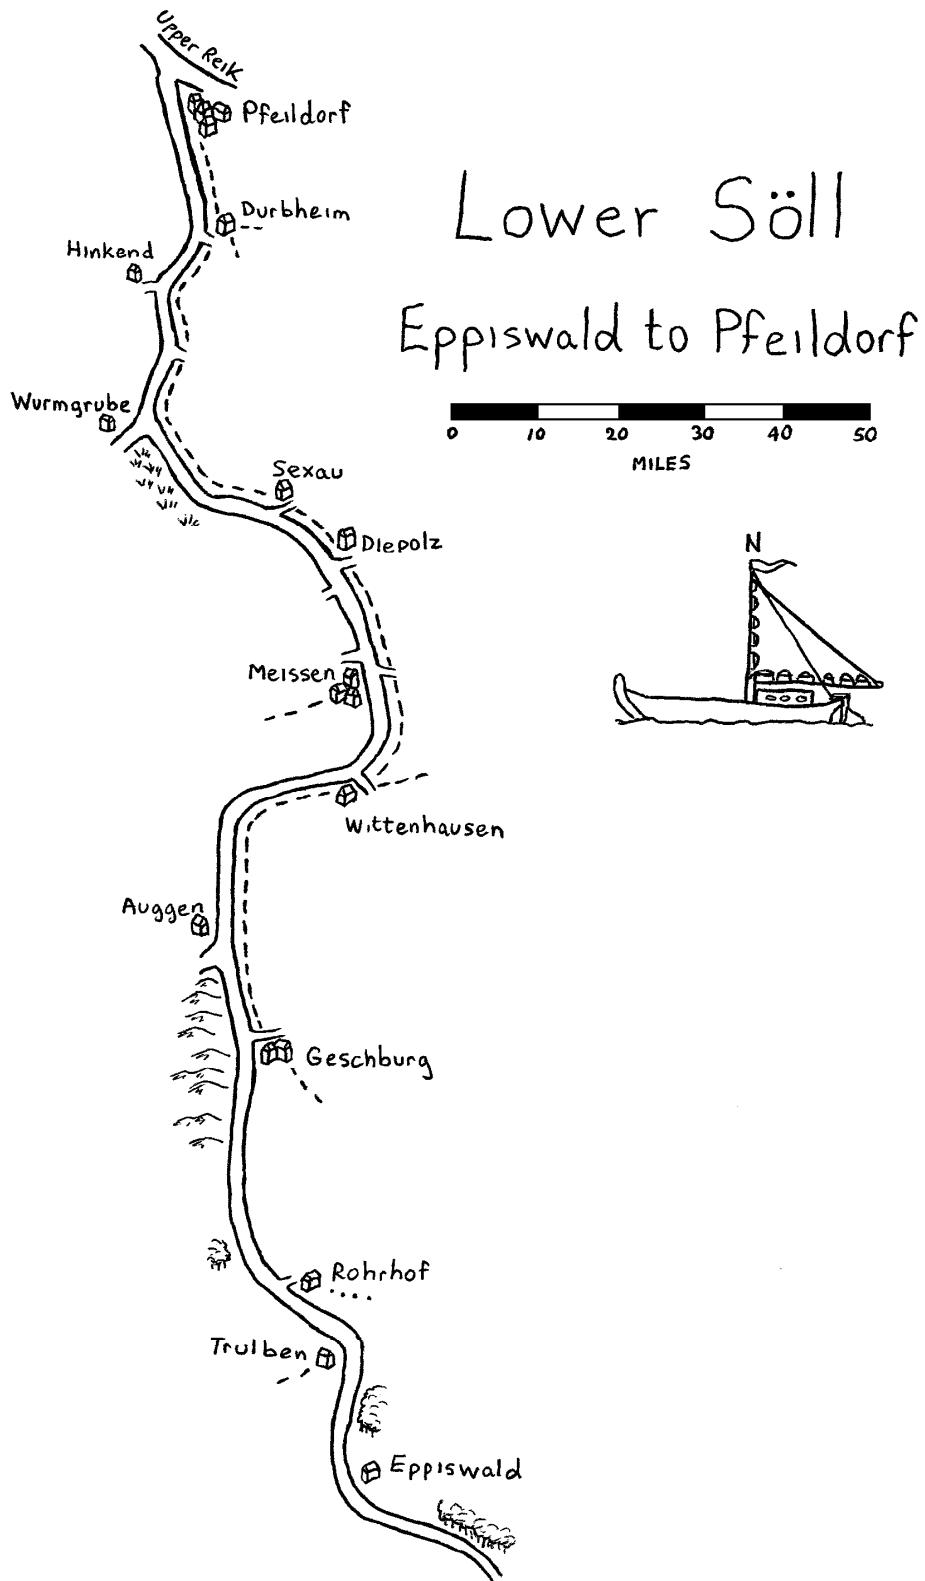 Upper Reik
Pfeildorf
Durbheim
Hinkend
Lower Söll
Eppiswald to Pfeildorf
Wurmgrube
0 10 20 30 40 50
MILES
Sexau
Diepolz
N
Meissen
Wittenhausen
Auggen
Geschburg
Rohrhof
Trulben
Eppiswald